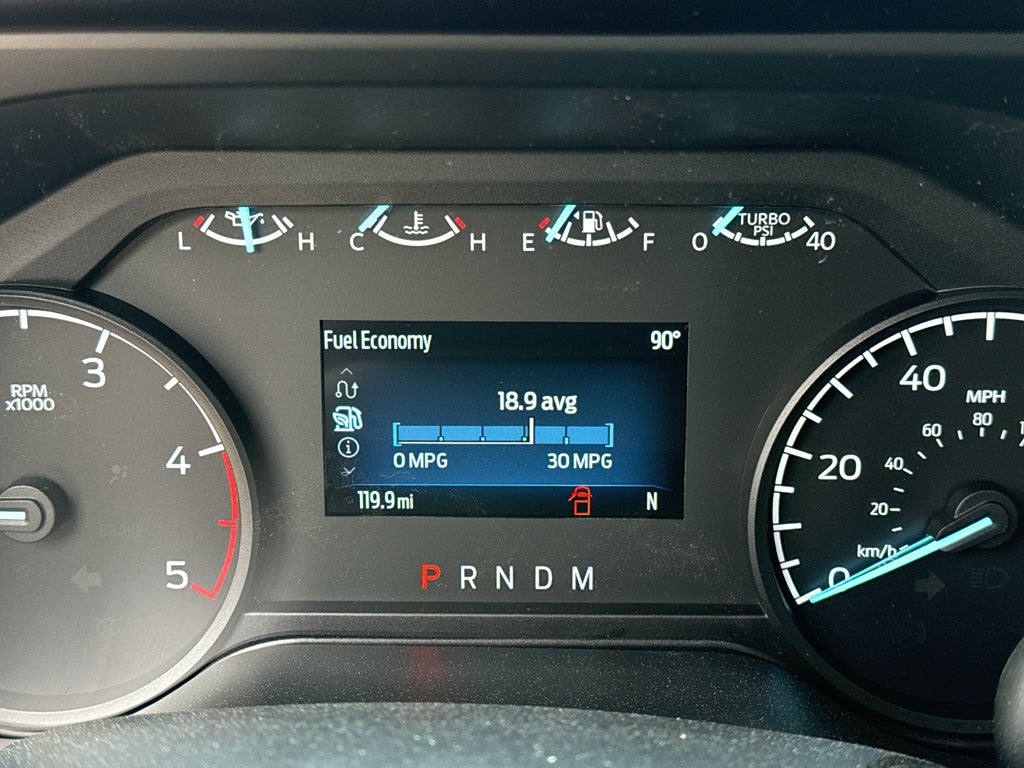 L H C H E F 0 TURBO PSI 40
Fuel Economy 90°
18.9 avg
0 MPG 30 MPG
119.9 mi N
P R N D M
RPM
x1000
3
4
5
MPH
0
20
40
km/h
20
40
60
80